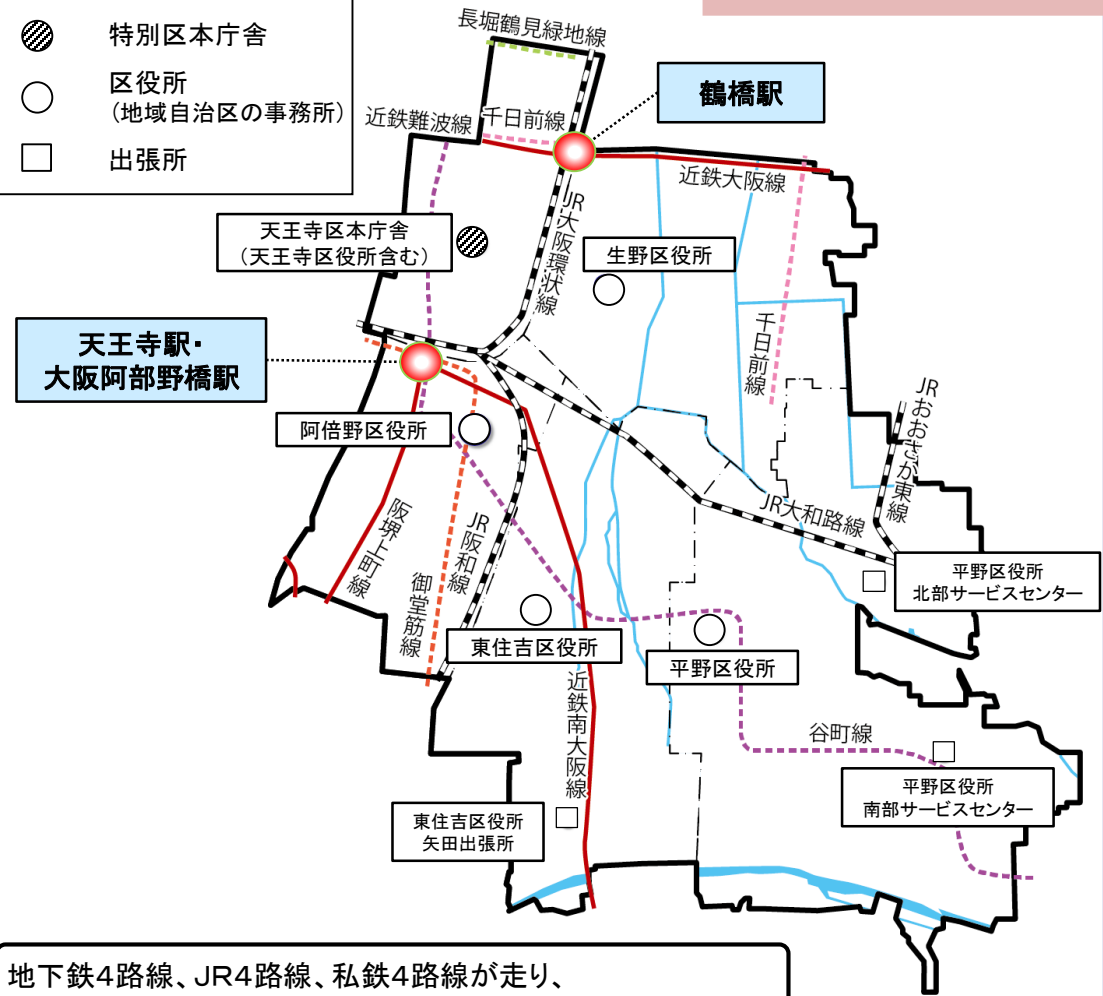 特別区本庁舎
区役所
(地域自治区の事務所)
出張所
長堀鶴見緑地線
鶴橋駅
近鉄難波線
千日前線
近鉄大阪線
JR大阪環状線
天王寺区本庁舎
(天王寺区役所含む)
生野区役所
天王寺駅・
大阪阿部野橋駅
千日前線
JRおおさか東線
阿倍野区役所
阪堺上町線
JR阪和線
御堂筋線
JR大和路線
平野区役所
北部サービスセンター
東住吉区役所
平野区役所
近鉄南大阪線
谷町線
平野区役所
南部サービスセンター
東住吉区役所
矢田出張所
地下鉄4路線、JR4路線、私鉄4路線が走り、